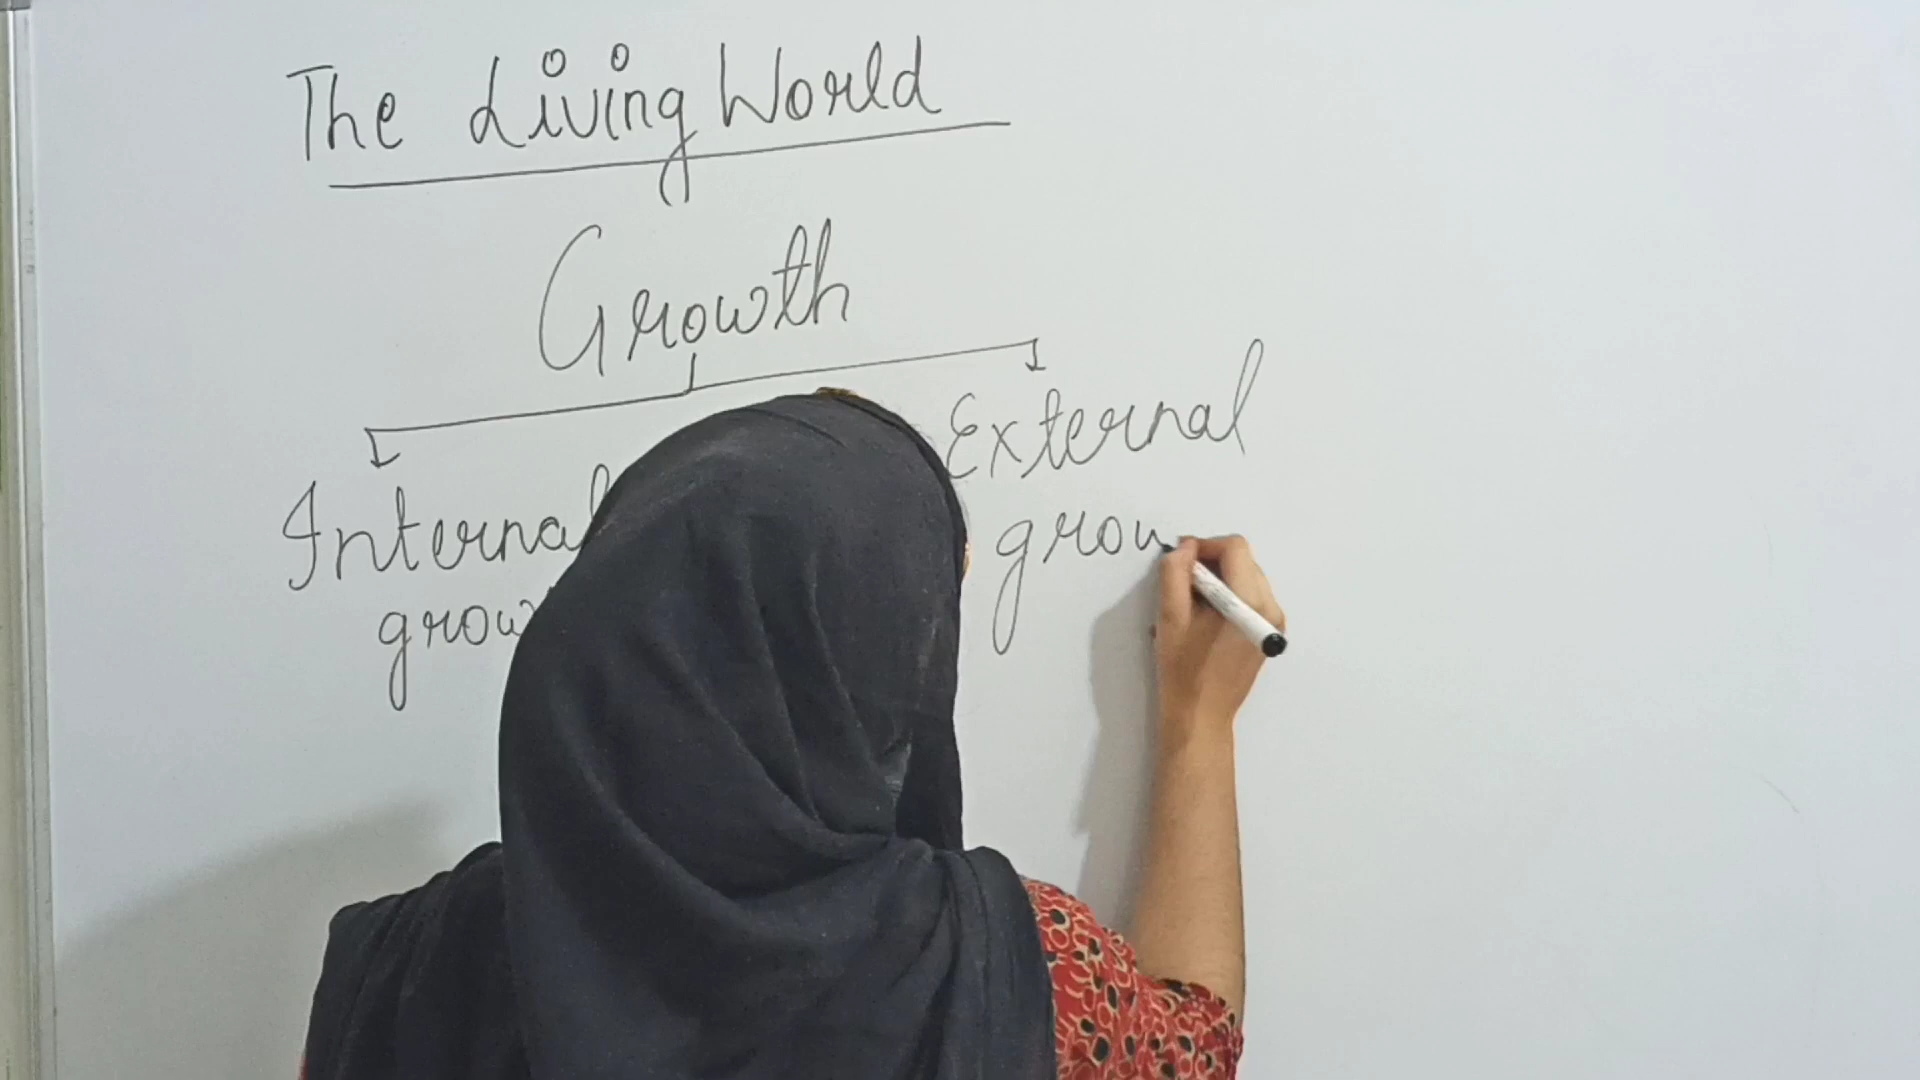 The Living World
Growth
Internal
External
grow
grow